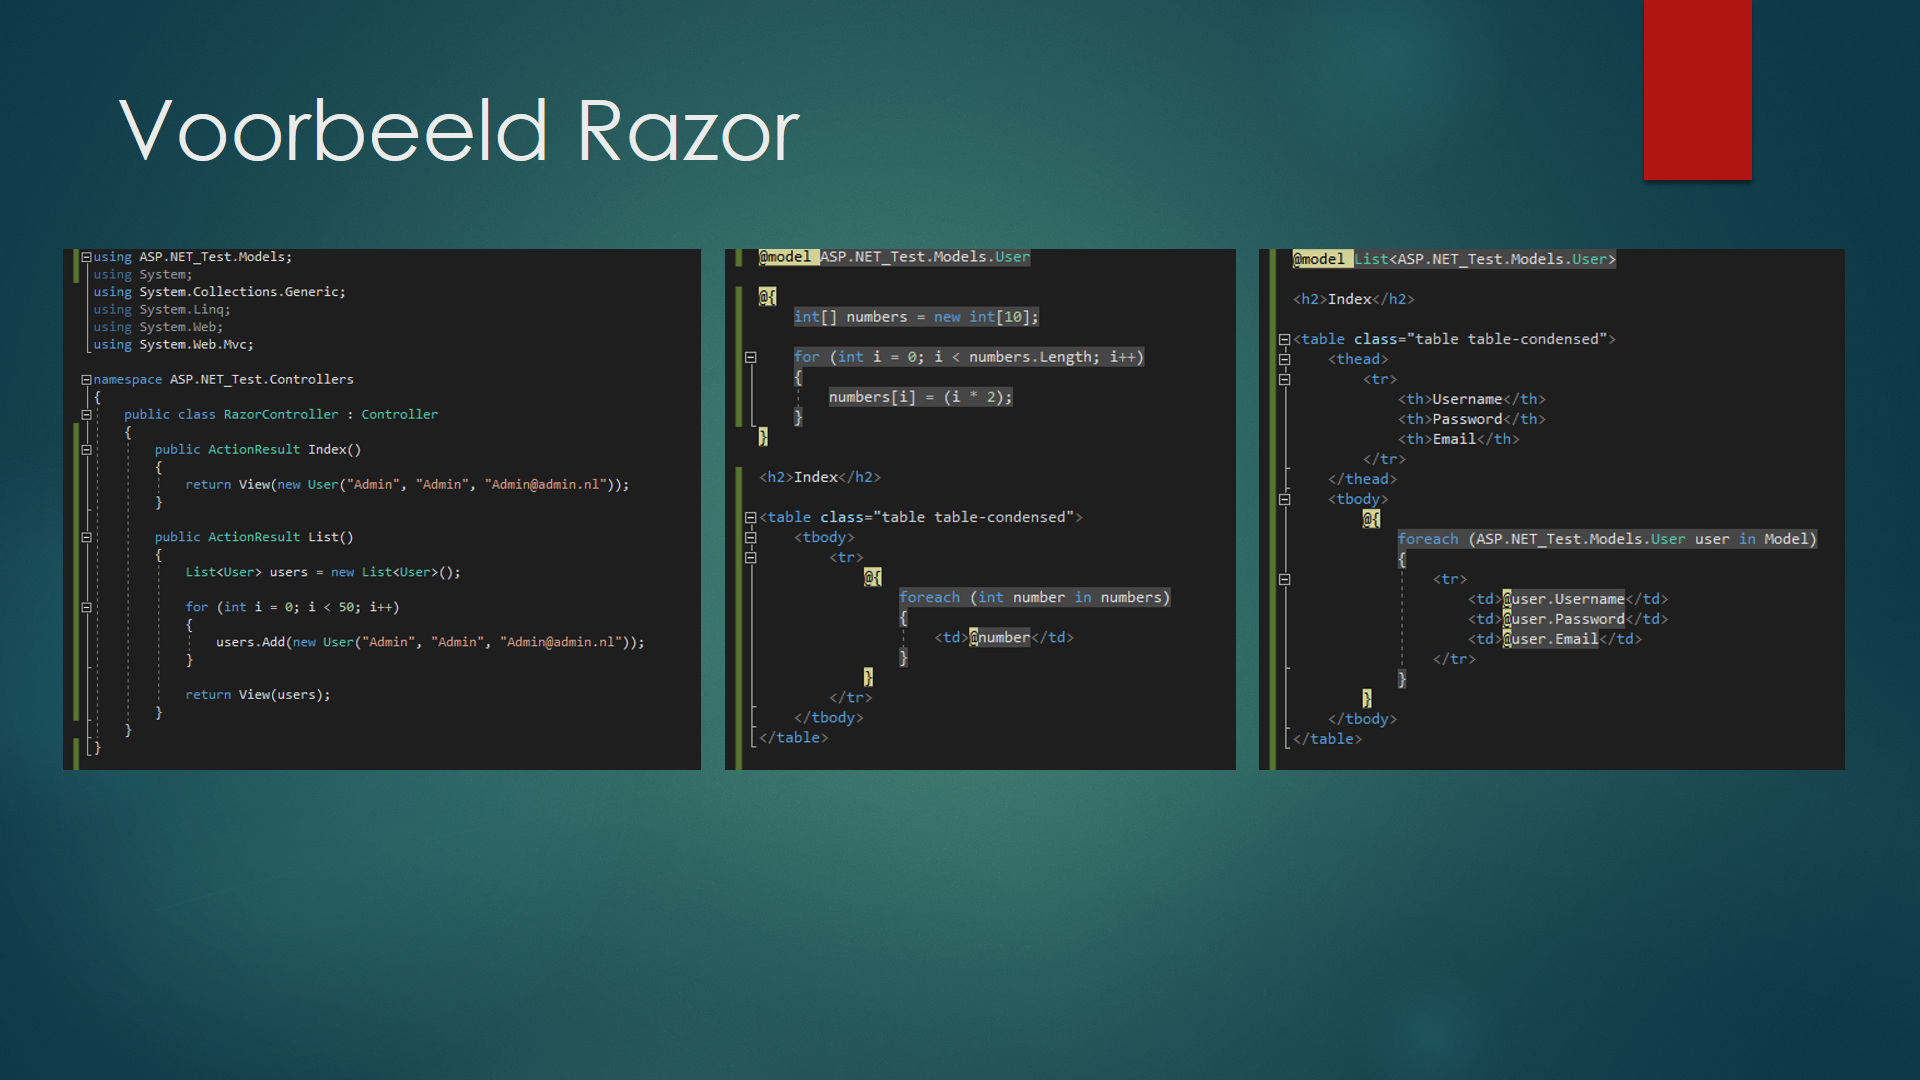 Voorbeeld Razor
using ASP.NET_Test.Models;
using System;
using System.Collections.Generic;
using System.Linq;
using System.Web;
using System.Web.Mvc;
namespace ASP.NET_Test.Controllers
{
public class RazorController : Controller
{
public ActionResult Index()
{
return View(new User("Admin", "Admin", "Admin@admin.nl"));
}
public ActionResult List()
{
List<User> users = new List<User>();
for (int i = 0; i < 50; i++)
{
users.Add(new User("Admin", "Admin", "Admin@admin.nl"));
}
return View(users);
}
}
}
@model ASP.NET_Test.Models.User
@{
int[] numbers = new int[10];
for (int i = 0; i < numbers.Length; i++)
{
numbers[i] = (i * 2);
}
}
<h2>Index</h2>
<table class="table table-condensed">
<tbody>
<tr>
@{
foreach (int number in numbers)
{
<td>@number</td>
}
}
</tr>
</tbody>
</table>
@model List<ASP.NET_Test.Models.User>
<h2>Index</h2>
<table class="table table-condensed">
<thead>
<tr>
<th>Username</th>
<th>Password</th>
<th>Email</th>
</tr>
</thead>
<tbody>
@{
foreach (ASP.NET_Test.Models.User user in Model)
{
<tr>
<td>@user.Username</td>
<td>@user.Password</td>
<td>@user.Email</td>
</tr>
}
}
</tbody>
</table>